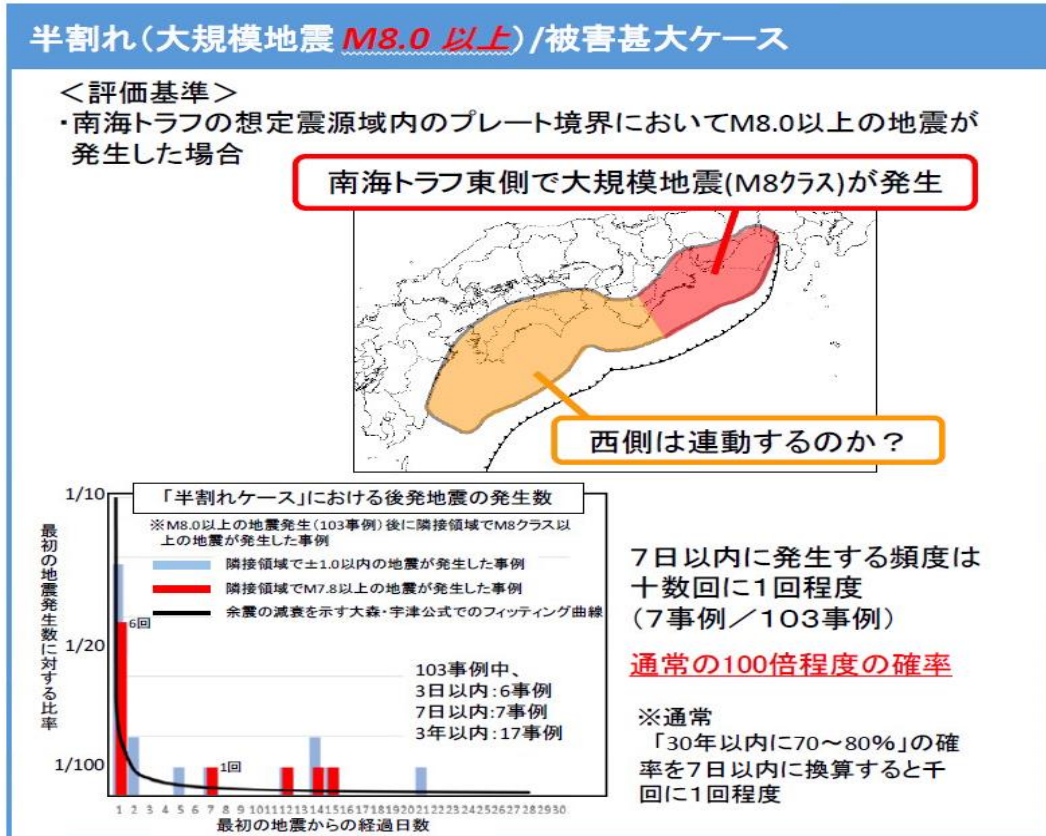 半割れ(大規模地震 M8.0 以上)/被害甚大ケース
＜評価基準＞
・南海トラフの想定震源域内のプレート境界においてM8.0以上の地震が
発生した場合
南海トラフ東側で大規模地震(M8クラス)が発生
西側は連動するのか？
「半割れケース」における後発地震の発生数
※M8.0以上の地震発生(103事例)後に隣接領域でM8クラス以
上の地震が発生した事例
隣接領域で±1.0以内の地震が発生した事例
隣接領域でM7.8以上の地震が発生した事例
余震の減衰を示す大森・宇津公式でのフィッティング曲線
最初の地震発生数に対する比率
1/10
1/20
1/100
6回
1回
103事例中、
3日以内:6事例
7日以内:7事例
3年以内:17事例
1 2 3 4 5 6 7 8 9 10 11 12 13 14 15 16 17 18 19 20 21 22 23 24 25 26 27 28 29 30
最初の地震からの経過日数
７日以内に発生する頻度は
十数回に１回程度
（７事例／１０３事例）
通常の100倍程度の確率
※通常
「30年以内に70～80％」の確
率を7日以内に換算すると千
回に1回程度